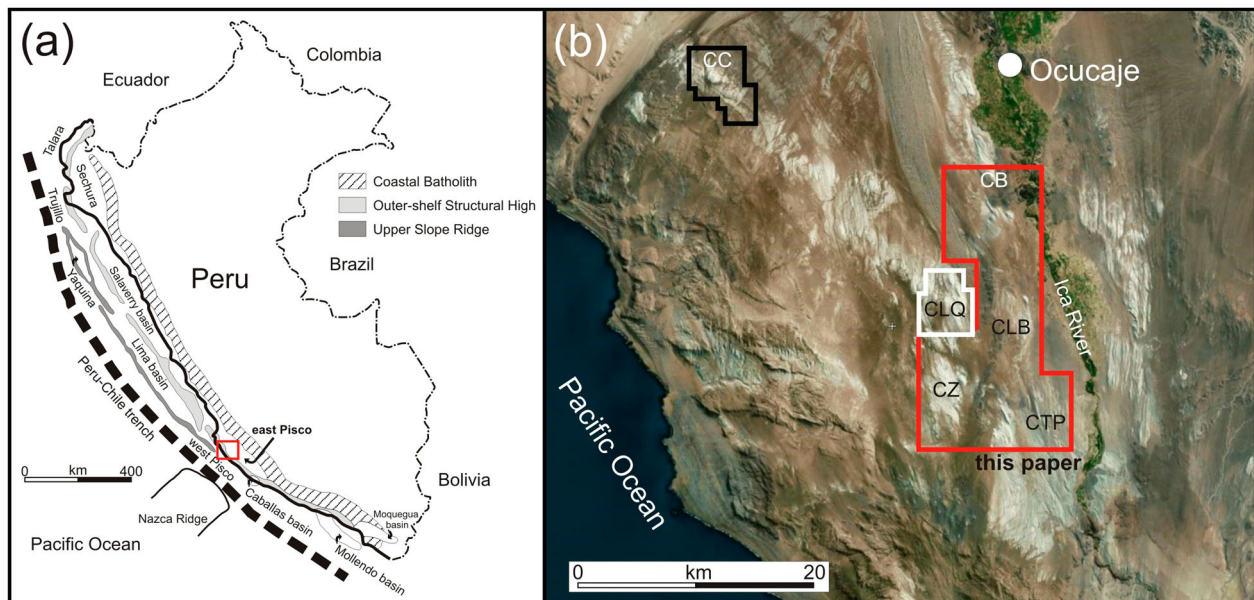 (a)
Colombia
Ecuador
Talara
Sechura
Trujillo
Yaquina
Salaverry basin
Lima basin
Peru-Chile trench
Coastal Batholith
Outer-shelf Structural High
Upper Slope Ridge
Peru
Brazil
east Pisco
west Pisco
Bolivia
0 km 400
Caballas basin
Moquegua
basin
Nazca Ridge
Mollendo basin
Pacific Ocean
(b)
CC
Ocucaje
CB
Ica River
CLQ
CLB
CZ
CTP
this paper
Pacific Ocean
0 km 20